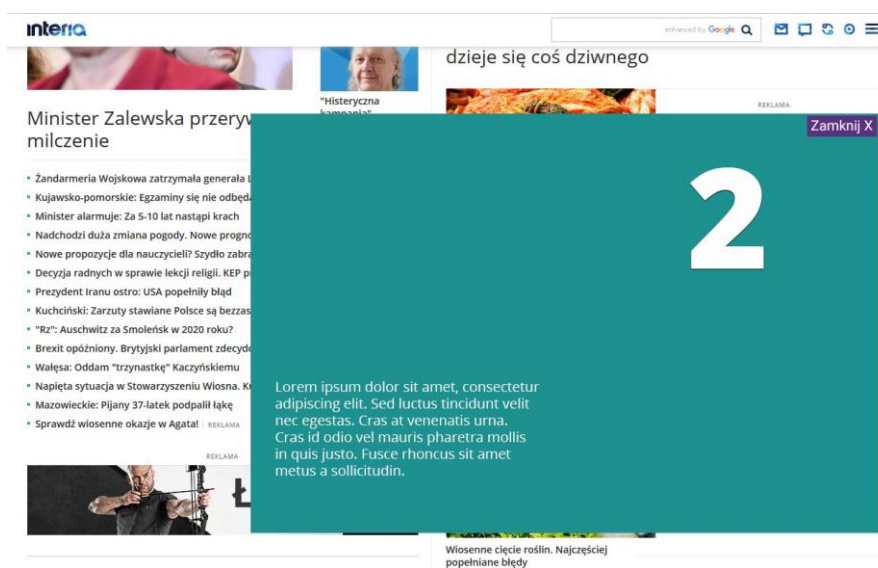 interia
enhanced by Google
dzieje się coś dziwnego
"Histeryczna
kampania"
REKLAMA
Minister Zalewska przeryw
milczenie
Zamknij X
2
Żandarmeria Wojskowa zatrzymała generała
Kujawsko-pomorskie: Egzaminy się nie odbędą
Minister alarmuje: Za 5-10 lat nastąpi krach
Nadchodzi duża zmiana pogody. Nowe progno
Nowe propozycje dla nauczycieli? Szydło zabra
Decyzja radnych w sprawie lekcji religii. KEP p
Prezydent Iranu ostro: USA popełniły błąd
Kuchciński: Zarzuty stawiane Polsce są bezzas
"Rz": Auschwitz za Smoleńsk w 2020 roku?
Brexit opóźniony. Brytyjski parlament zdecydo
Wałęsa: Oddam "trzynastkę" Kaczyńskiemu
Napięta sytuacja w Stowarzyszeniu Wiosna.
Mazowieckie: Pijany 37-latek podpalił łąkę
Sprawdź wiosenne okazje w Agata! REKLAMA
Lorem ipsum dolor sit amet, consectetur
adipiscing elit. Sed luctus tincidunt velit
nec egestas. Cras at venenatis urna.
Cras id odio vel mauris pharetra mollis
in quis justo. Fusce rhoncus sit amet
metus a sollicitudin.
REKLAMA
Ł
Wiosenne cięcie roślin. Najczęściej
popełniane błędy